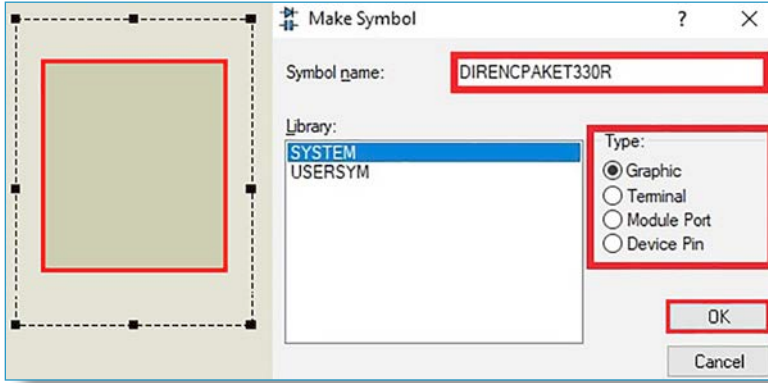 Make Symbol
? X
Symbol name: DIRENCPAKET330R
Library:
SYSTEM
USERSYM
Type:
Graphic
Terminal
Module Port
Device Pin
OK
Cancel